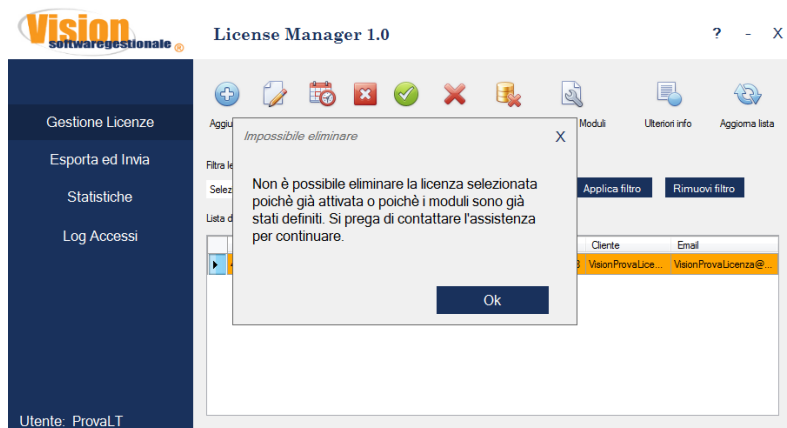 Vision
softwaregestionale ®
License Manager 1.0
? - X
Gestione Licenze
Esporta ed Invia
Statistiche
Log Accessi
Utente: ProvaLT
Moduli Ulteriori info Aggiorna lista
Applica filtro Rimuovi filtro
Cliente Email
VisionProvaLice... VisionProvaLicenza@...
Impossibile eliminare X
Non è possibile eliminare la licenza selezionata
poichè già attivata o poichè i moduli sono già
stati definiti. Si prega di contattare l'assistenza
per continuare.
Ok